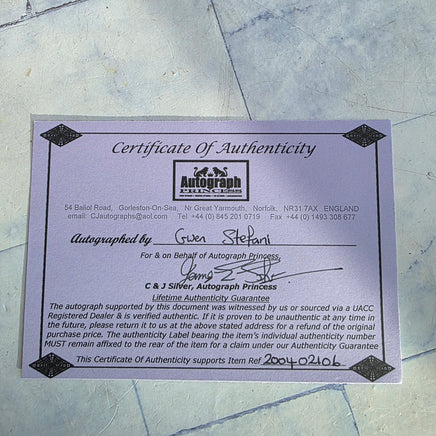 Certificate Of Authenticity
Autograph
PRINCESS
54 Baliol Road, Gorleston-On-Sea, Nr Great Yarmouth, Norfolk, NR31 7AX ENGLAND
email: CJautographs@aol.com Tel +44 (0) 845 201 0719 Fax +44 (0) 1493 308 677
Autographed by Gwen Stefani
For & on Behalf of Autograph Princess,
C & J Silver, Autograph Princess
Lifetime Authenticity Guarantee
The autograph supported by this document was witnessed by us or sourced via a UACC
Registered Dealer & is verified authentic. If it is proven to be unauthentic at any time in
the future, please return it to us at the above stated address for a refund of the original
purchase price. The authenticity Label bearing the item's individual authenticity number
MUST remain affixed to the rear of the item for a claim under our Authenticity Guarantee
This Certificate Of Authenticity supports Item Ref 200402106